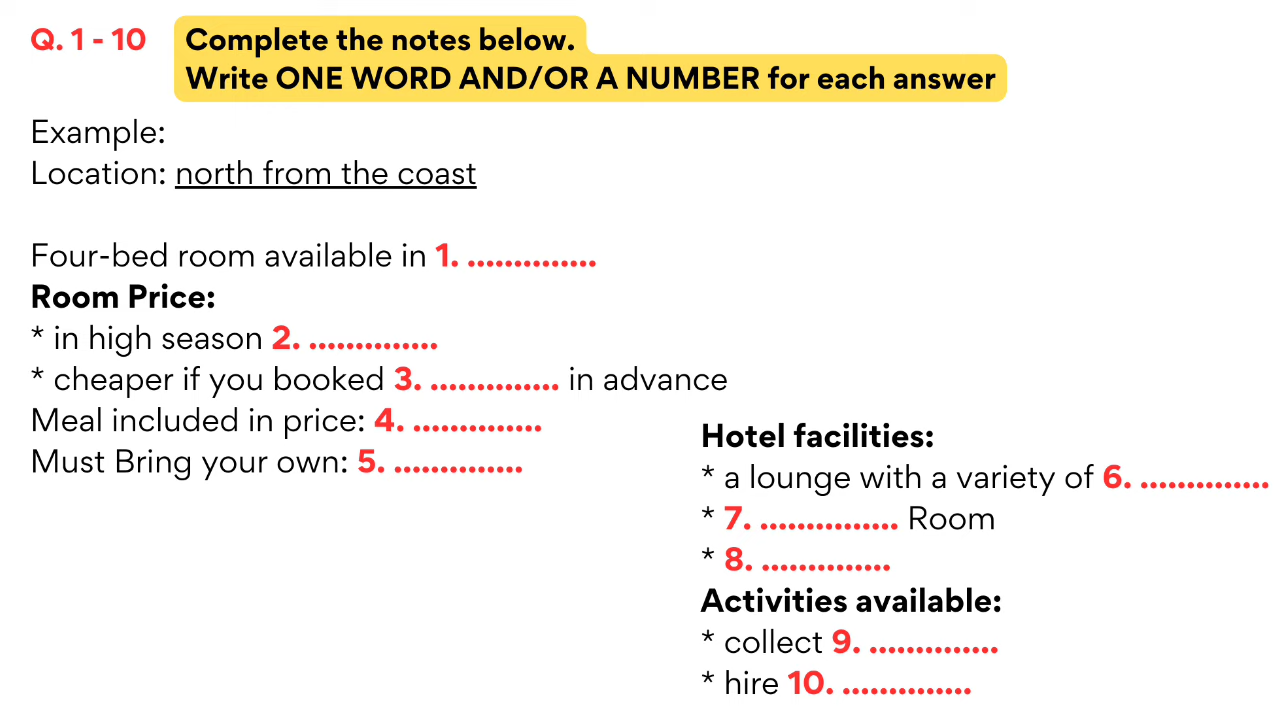 Q. 1 - 10
Complete the notes below.
Write ONE WORD AND/OR A NUMBER for each answer
Example:
Location: north from the coast
Four-bed room available in 1. ..............
Room Price:
* in high season 2. ..............
* cheaper if you booked 3. .............. in advance
Meal included in price: 4. ..............
Must Bring your own: 5. ..............
Hotel facilities:
* a lounge with a variety of 6. ..............
* 7. ............... Room
* 8. ..............
Activities available:
* collect 9. ..............
* hire 10. ..............